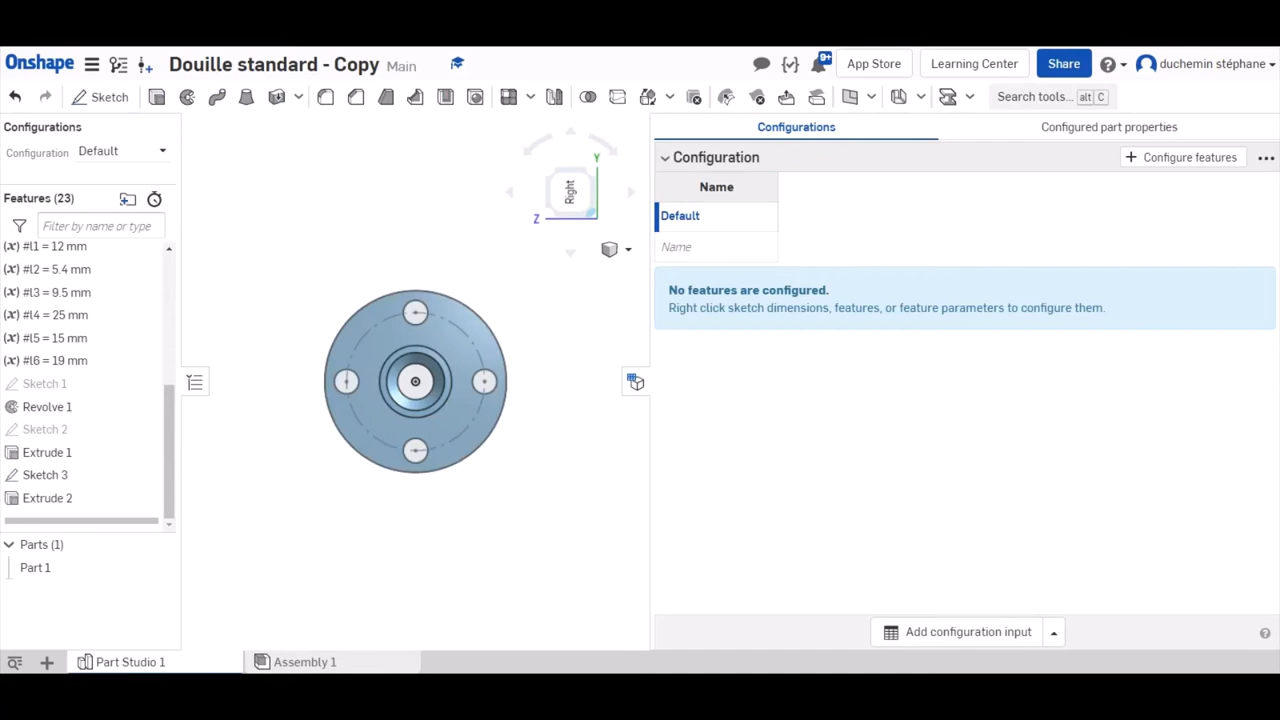 Onshape Douille standard - Copy Main 9+ App Store Learning Center Share duchemin stéphane
Sketch Search tools... alt C
Configurations
Configuration Default
Features (23)
Filter by name or type
(x) #l1 = 12 mm
(x) #l2 = 5.4 mm
(x) #l3 = 9.5 mm
(x) #l4 = 25 mm
(x) #l5 = 15 mm
(x) #l6 = 19 mm
Sketch 1
Revolve 1
Sketch 2
Extrude 1
Sketch 3
Extrude 2
Parts (1)
Part 1
Y
Right
Z
Configurations Configured part properties
Configuration + Configure features
Name
Default
Name
No features are configured.
Right click sketch dimensions, features, or feature parameters to configure them.
Add configuration input
Part Studio 1 Assembly 1